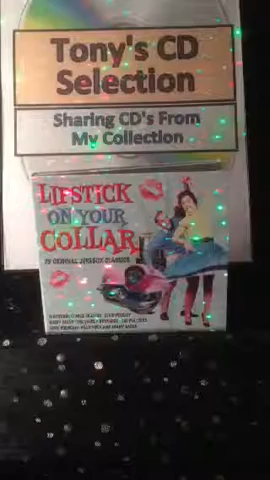 Tony's CD
Selection
Sharing CD's From
My Collection
LIPSTICK
ON YOUR
COLLAR
75 ORIGINAL JUKEBOX CLASSICS